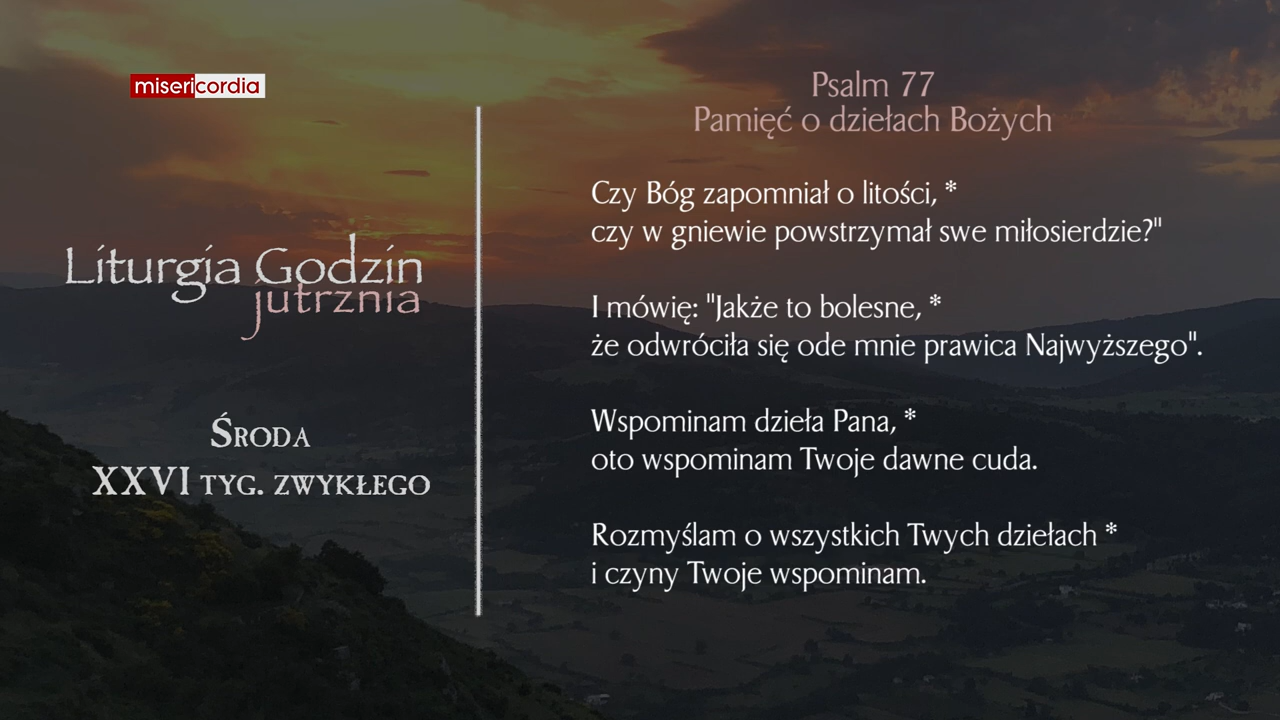 misericordia
Liturgia Godzin
jutrznia
Środa
XXVI tyg. zwykłego
Psalm 77
Pamięć o dziełach Bożych
Czy Bóg zapomniał o litości, *
czy w gniewie powstrzymał swe miłosierdzie?"
I mówię: "Jakże to bolesne, *
że odwróciła się ode mnie prawica Najwyższego".
Wspominam dzieła Pana, *
oto wspominam Twoje dawne cuda.
Rozmyślam o wszystkich Twych dziełach *
i czyny Twoje wspominam.